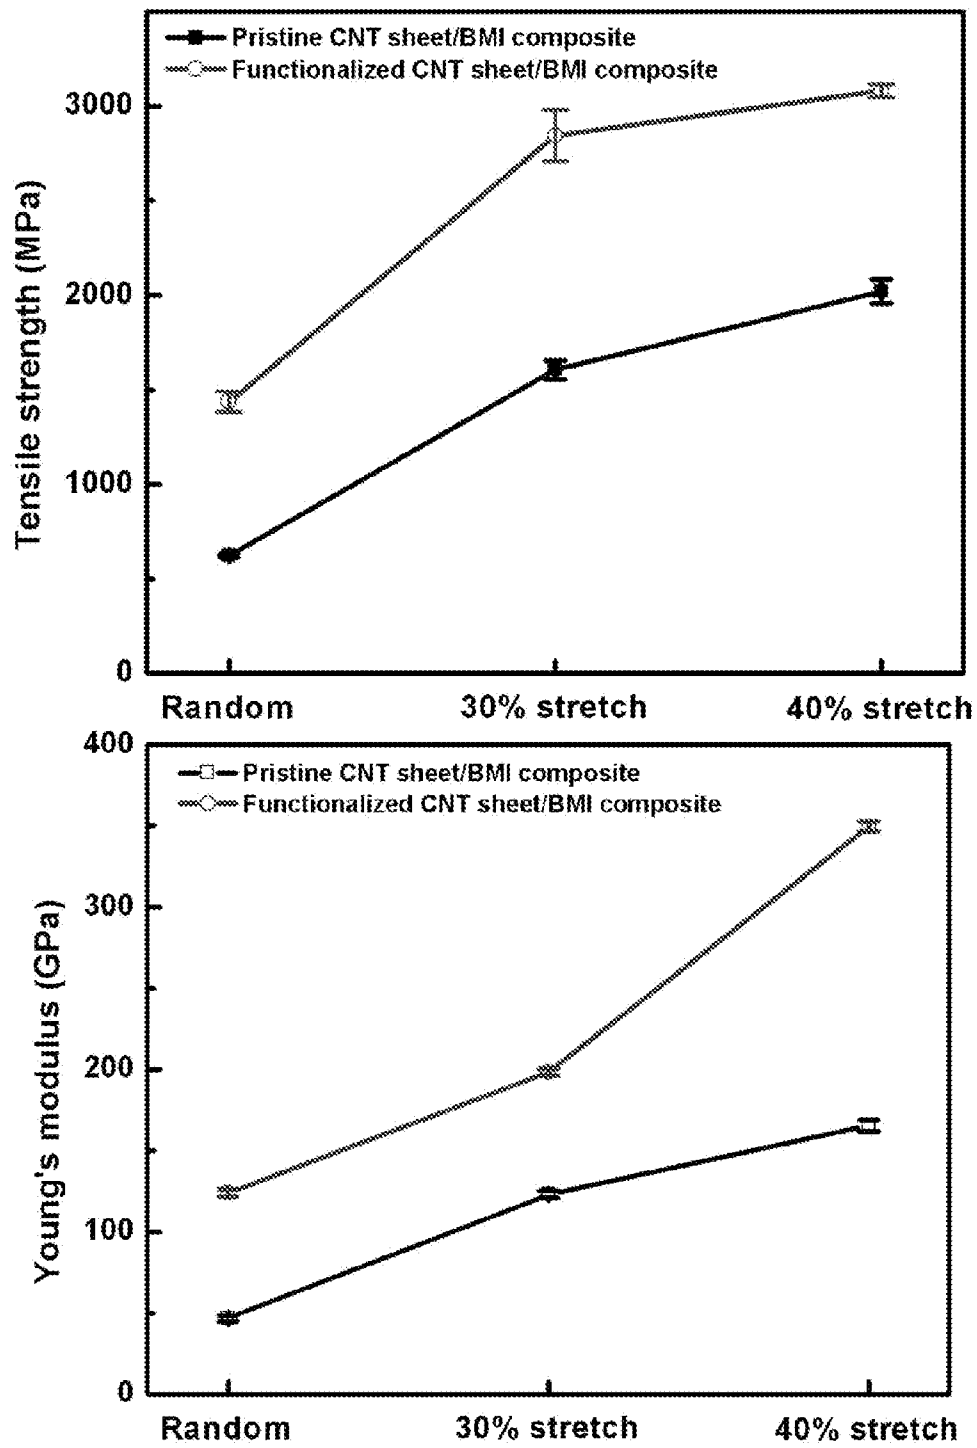 Pristine CNT sheet/BMI composite
Functionalized CNT sheet/BMI composite
3000
2000
1000
0
Tensile strength (MPa)
Random 30% stretch 40% stretch
400
Pristine CNT sheet/BMI composite
Functionalized CNT sheet/BMI composite
300
200
100
0
Young's modulus (GPa)
Random 30% stretch 40% stretch